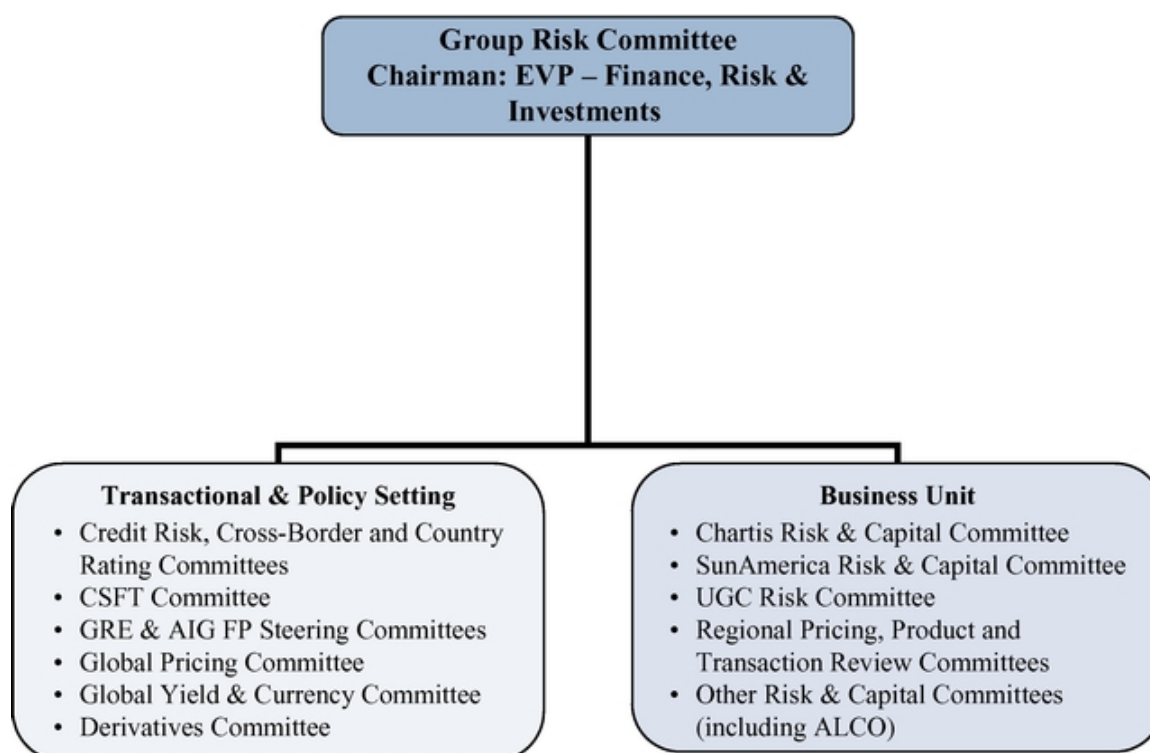 Group Risk Committee
Chairman: EVP – Finance, Risk &
Investments
Transactional & Policy Setting
• Credit Risk, Cross-Border and Country
Rating Committees
• CSFT Committee
• GRE & AIG FP Steering Committees
• Global Pricing Committee
• Global Yield & Currency Committee
• Derivatives Committee
Business Unit
• Chartis Risk & Capital Committee
• SunAmerica Risk & Capital Committee
• UGC Risk Committee
• Regional Pricing, Product and
Transaction Review Committees
• Other Risk & Capital Committees
(including ALCO)